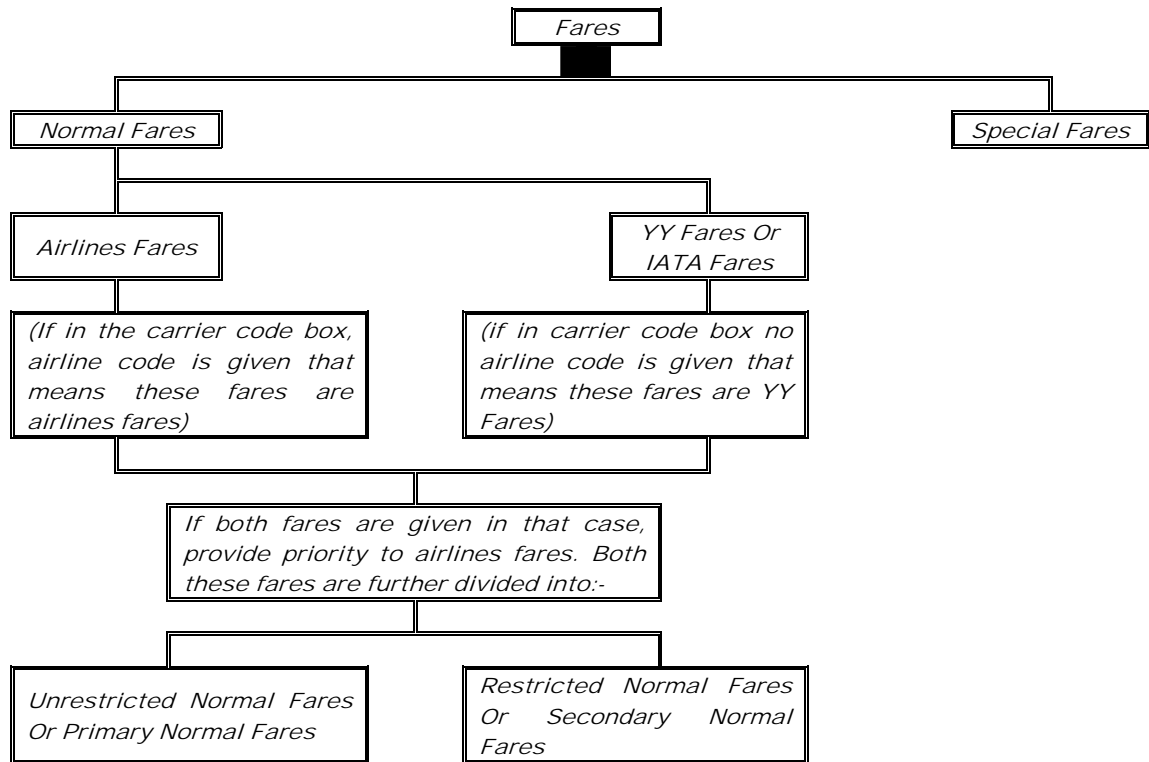 Fares
Normal Fares
Special Fares
Airlines Fares
YY Fares Or
IATA Fares
(If in the carrier code box,
airline code is given that
means these fares are
airlines fares)
(if in carrier code box no
airline code is given that
means these fares are YY
Fares)
If both fares are given in that case,
provide priority to airlines fares. Both
these fares are further divided into:-
Unrestricted Normal Fares
Or Primary Normal Fares
Restricted Normal Fares
Or Secondary Normal
Fares